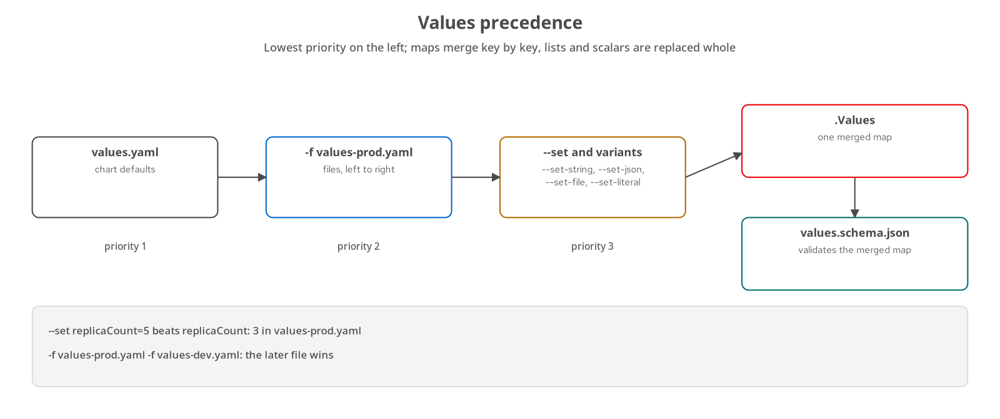 Values precedence
Lowest priority on the left; maps merge key by key, lists and scalars are replaced whole
values.yaml
chart defaults
priority 1
-f values-prod.yaml
files, left to right
priority 2
--set and variants
--set-string, --set-json,
--set-file, --set-literal
priority 3
.Values
one merged map
values.schema.json
validates the merged map
--set replicaCount=5 beats replicaCount: 3 in values-prod.yaml
-f values-prod.yaml -f values-dev.yaml: the later file wins